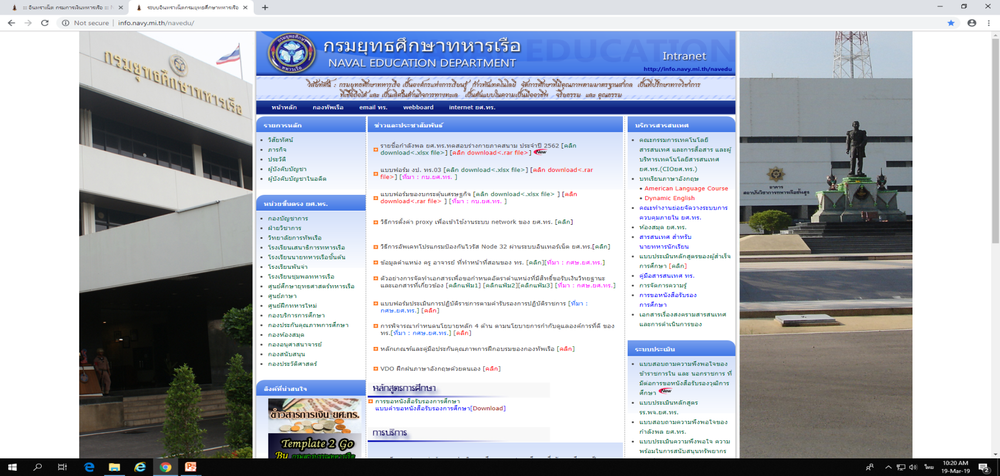 ::: อินทราเน็ต กรมการเงินทหารเรือ :::
ระบบอินทราเน็ตกรมยุทธศึกษาทหารเรือ
Not secure | info.navy.mi.th/navedu/
กรมยุทธศึกษาทหารเรือ
กรมยุทธศึกษาทหารเรือ
NAVAL EDUCATION DEPARTMENT
EDUCATION
Intranet
http://info.navy.mi.th/navedu
วิสัยทัศน์ : กรมยุทธศึกษาทหารเรือ เป็นองค์กรแห่งการเรียนรู้ ก้าวทันเทคโนโลยี จัดการศึกษาที่มีคุณภาพตามมาตรฐานสากล เป็นที่ปรึกษาทางวิชาการ
ที่เชื่อถือได้ และ เป็นเลิศในด้านกิจการทางทะเล เป็นต้นแบบในความเป็นมืออาชีพ จริยธรรม และ คุณธรรม
หน้าหลัก กองทัพเรือ email ทร. webboard internet ยศ.ทร.
รายการหลัก
วิสัยทัศน์
ภารกิจ
ประวัติ
ผู้บังคับบัญชา
ผู้บังคับบัญชาในอดีต
หน่วยขึ้นตรง ยศ.ทร.
กองบัญชาการ
ฝ่ายวิชาการ
วิทยาลัยการทัพเรือ
โรงเรียนเสนาธิการทหารเรือ
โรงเรียนนายทหารเรือชั้นต้น
โรงเรียนพันจ่า
โรงเรียนชุมพลทหารเรือ
ศูนย์ศึกษายุทธศาสตร์ทหารเรือ
ศูนย์ภาษา
ศูนย์ฝึกทหารใหม่
กองบริการการศึกษา
กองประกันคุณภาพการศึกษา
กองห้องสมุด
กองอนุศาสนาจารย์
กองสนับสนุน
กองประวัติศาสตร์
ลิงค์ที่น่าสนใจ
ข่าวสารการเงิน ยศ.ทร.
Template 2 Go
By กรมสารบรรณทหารเรือ
ข่าวและประชาสัมพันธ์
รายชื่อกำลังพล ยศ.ทร.ทดสอบร่างกายภาคสนาม ประจำปี 2562 [คลิก
download<.xlsx file>] [คลิก download<.rar file>] New
แบบฟอร์ม งป. ทร.03 [คลิก download<.xlsx file>] [คลิก download<.rar
file>] [ที่มา : กบ.ยศ.ทร. ]
แบบฟอร์มของบกระตุ้นเศรษฐกิจ [คลิก download<.xlsx file> ] [คลิก
download<.rar file> ] [ที่มา : กบ.ยศ.ทร. ]
วิธีการตั้งค่า proxy เพื่อเข้าใช้งานระบบ network ของ ยศ.ทร. [คลิก]
วิธีการอัพเดทโปรแกรมป้องกันไวรัส Node 32 ผ่านระบบอินเทอร์เน็ต ยศ.ทร.[คลิก]
ข้อมูลตำแหน่ง ครู อาจารย์ ที่ทำหน้าที่สอนของ ทร. [คลิก][ที่มา : กศษ.ยศ.ทร.]
ตัวอย่างการจัดทำเอกสารเพื่อขอกำหนดอัตราตำแหน่งที่มีสิทธิ์ขอรับเงินวิทยฐานะ
และเอกสารที่เกี่ยวข้อง [คลิกแฟ้ม1] [คลิกแฟ้ม2][คลิกแฟ้ม3] [ที่มา : กศษ.ยศ.ทร.]
แบบฟอร์มประเมินการปฏิบัติราชการตามคำรับรองการปฏิบัติราชการ [ที่มา :
กศษ.ยศ.ทร.] [คลิก]
การพิจารณากำหนดนโยบายหลัก 4 ด้าน ตามนโยบายการกำกับดูแลองค์การที่ดี ของ
ทร.[ที่มา : กศษ.ยศ.ทร.] [คลิก]
หลักเกณฑ์และคู่มือประกันคุณภาพการฝึกอบรมของกองทัพเรือ [คลิก]
VDO ฝึกฝนภาษาอังกฤษด้วยตนเอง [คลิก]
หลักสูตรการศึกษา
การขอหนังสือรับรองการศึกษา
แบบคำขอหนังสือรับรองการศึกษา[Download]
การบริการ
บริการสารสนเทศ
คณะกรรมการเทคโนโลยี
สารสนเทศ และการสื่อสาร และผู้
บริหารเทคโนโลยีสารสนเทศ
ยศ.ทร.(CIOยศ.ทร.)
บทเรียนภาษาอังกฤษ
American Language Course
Dynamic English
คณะทำงานย่อยจัดวางระบบการ
ควบคุมภายใน ยศ.ทร.
ห้องสมุด ยศ.ทร.
สารสนเทศ สำหรับ
นายทหารนักเรียน
แบบประเมินหลักสูตรของผู้สำเร็จ
การศึกษา [คลิก]
คู่มือสารสนเทศ ทร.
การจัดการความรู้
การขอหนังสือรับรอง
การศึกษา
เอกสารเรื่องสงครามสารสนเทศ
และการดำเนินการของ
ระบบประเมิน
แบบสอบถามความพึงพอใจของ
ข้าราชการใน และ นอกราชการ ที่
มีต่อการขอหนังสือรับรองวุฒิการ
ศึกษา New
แบบประเมินหลักสูตร
รร.พจ.ยศ.ทร.
แบบสอบถามความพึงพอใจของ
กำลังพล ยศ.ทร.
แบบประเมินความพึงพอใจ ความ
พร้อมในการสนับสนุนทรัพยากร
อาคาร
สถาบันวิชาการทหารเรือชั้นสูง
ไทย
10:20 AM
19-Mar-19
2